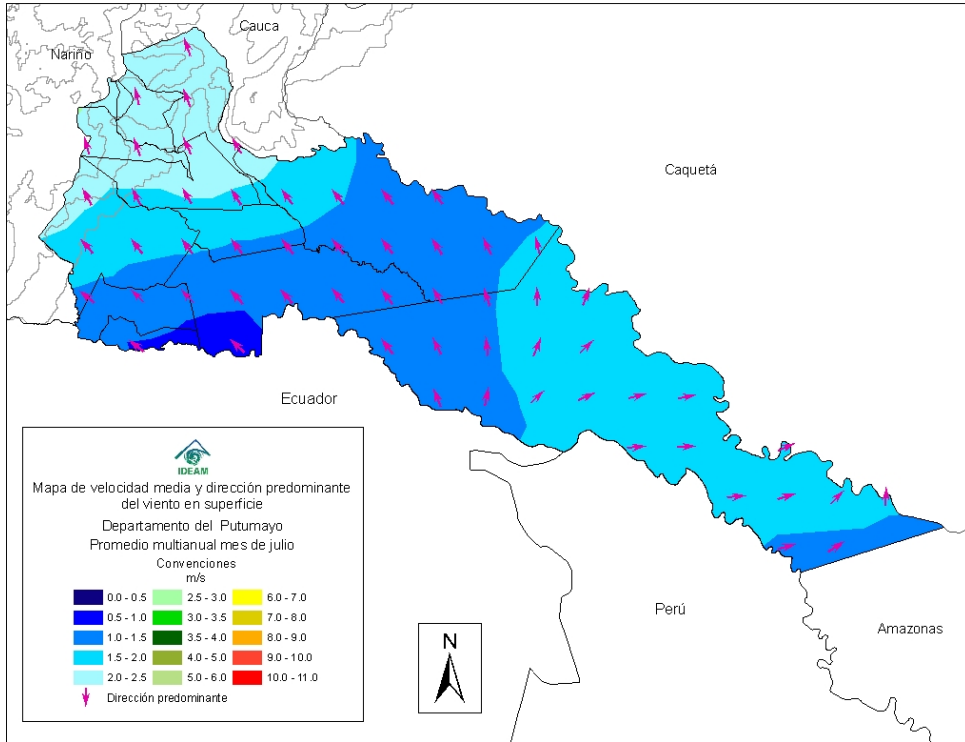 Cauca
Nariño
Caquetá
Ecuador
IDEAM
Mapa de velocidad media y dirección predominante
del viento en superficie
Departamento del Putumayo
Promedio multianual mes de julio
Convenciones
m/s
0.0 - 0.5 2.5 - 3.0 6.0 - 7.0
0.5 - 1.0 3.0 - 3.5 7.0 - 8.0
1.0 - 1.5 3.5 - 4.0 8.0 - 9.0
1.5 - 2.0 4.0 - 5.0 9.0 - 10.0
2.0 - 2.5 5.0 - 6.0 10.0 - 11.0
Dirección predominante
N
Perú
Amazonas